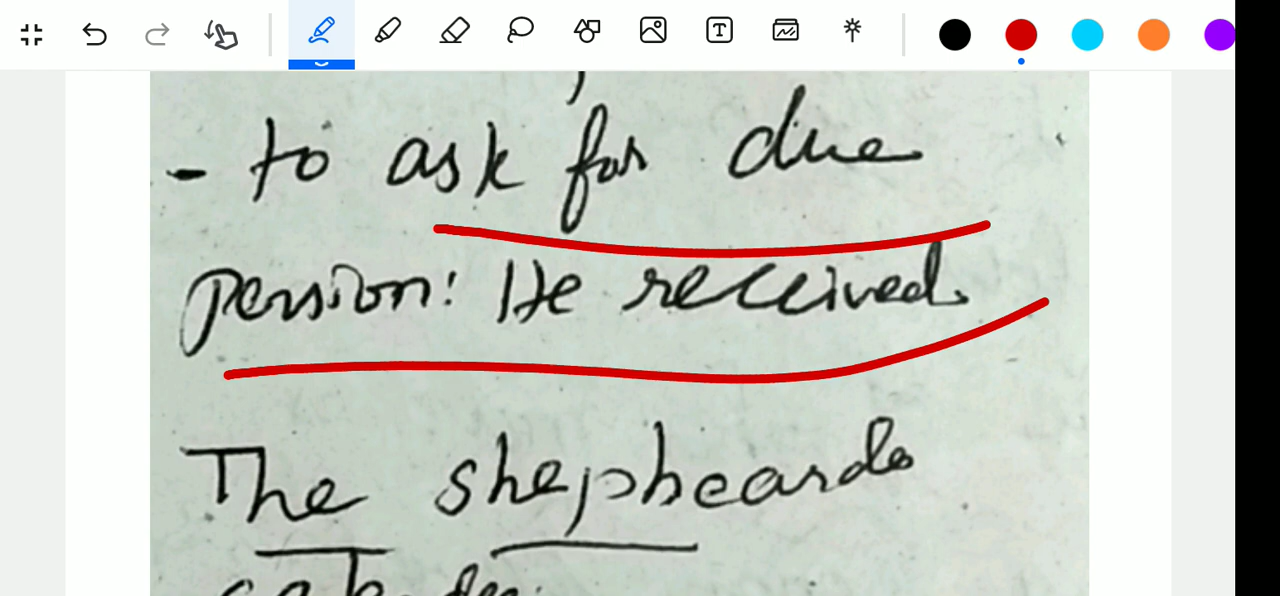 - to ask for due
pension: He received
The shepheards